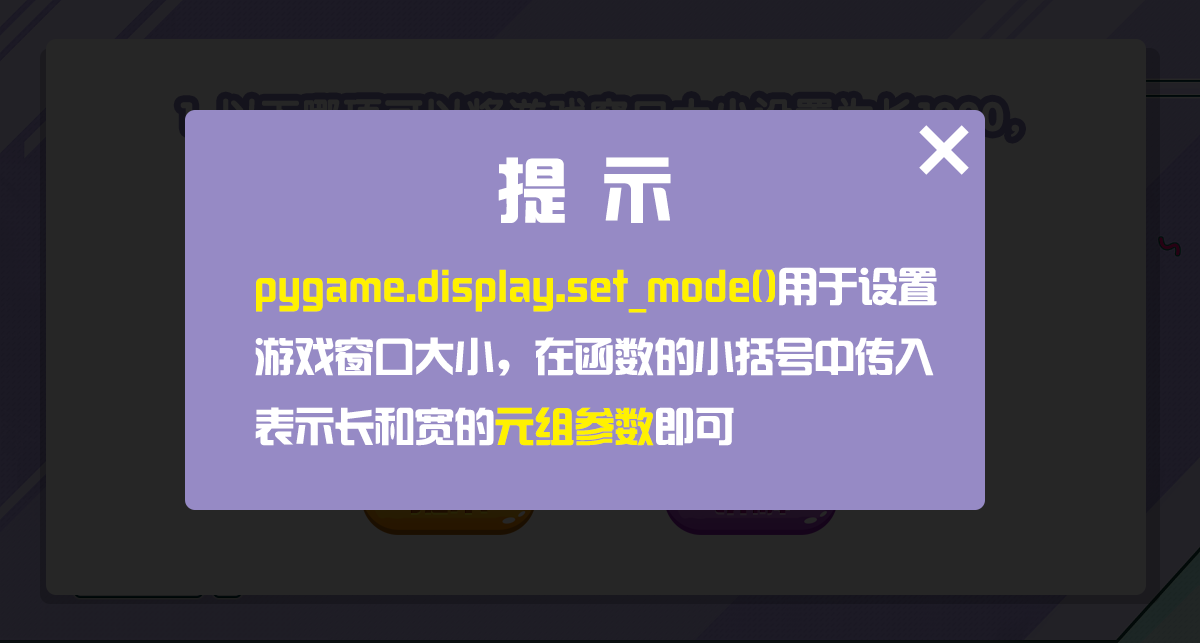 提 示
pygame.display.set_mode()用于设置
游戏窗口大小，在函数的小括号中传入
表示长和宽的元组参数即可